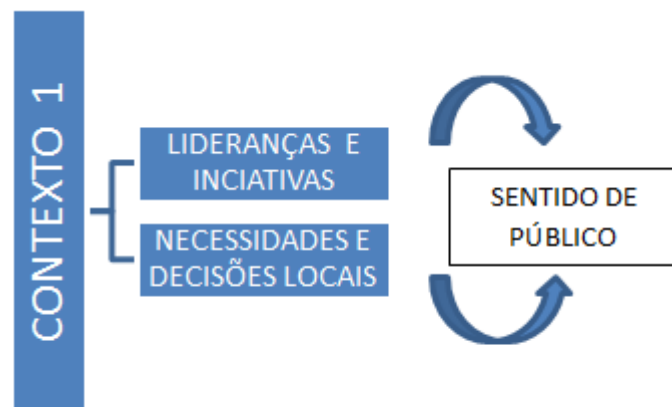 CONTEXTO 1
LIDERANÇAS E
INCIATIVAS
NECESSIDADES E
DECISÕES LOCAIS
SENTIDO DE
PÚBLICO